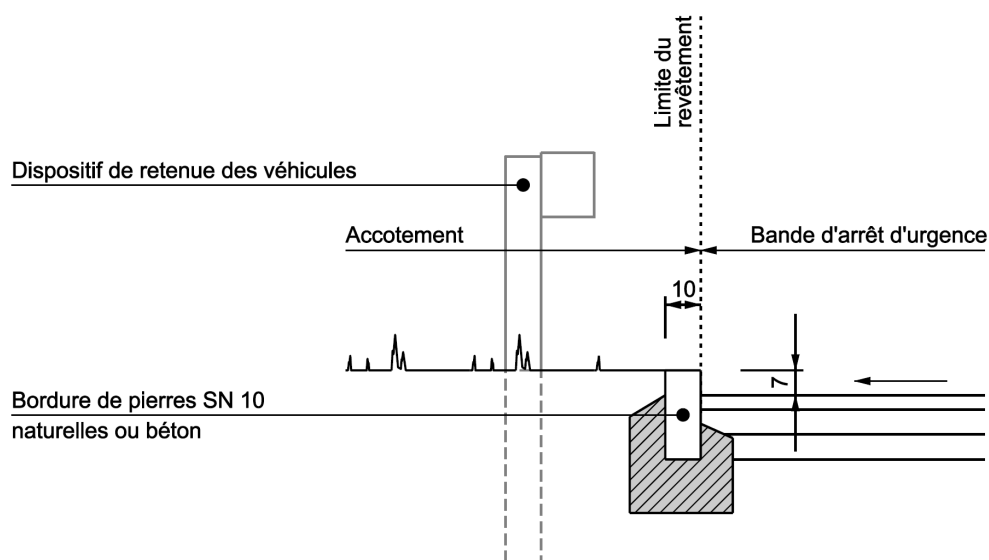 Limite du
revêtement
Dispositif de retenue des véhicules
Accotement
Bande d'arrêt d'urgence
10
7
Bordure de pierres SN 10
naturelles ou béton